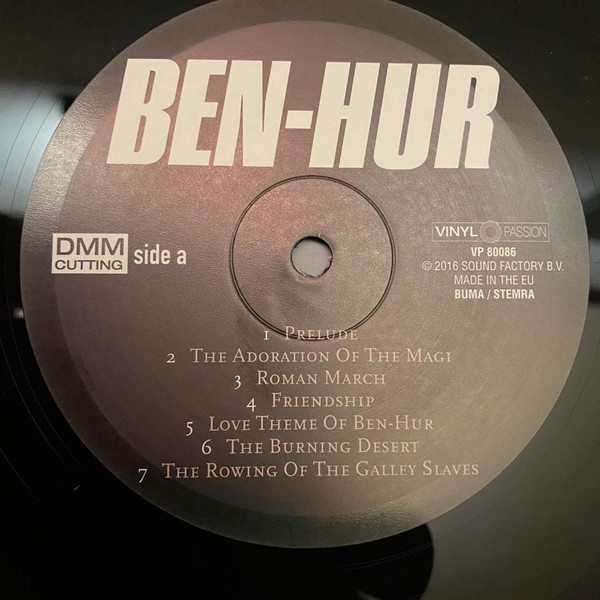 BEN-HUR
DMM
CUTTING
side a
VINYL PASSION
VP 80086
© 2016 SOUND FACTORY B.V.
MADE IN THE EU
BUMA / STEMRA
1 Prelude
2 The Adoration Of The Magi
3 Roman March
4 Friendship
5 Love Theme Of Ben-Hur
6 The Burning Desert
7 The Rowing Of The Galley Slaves